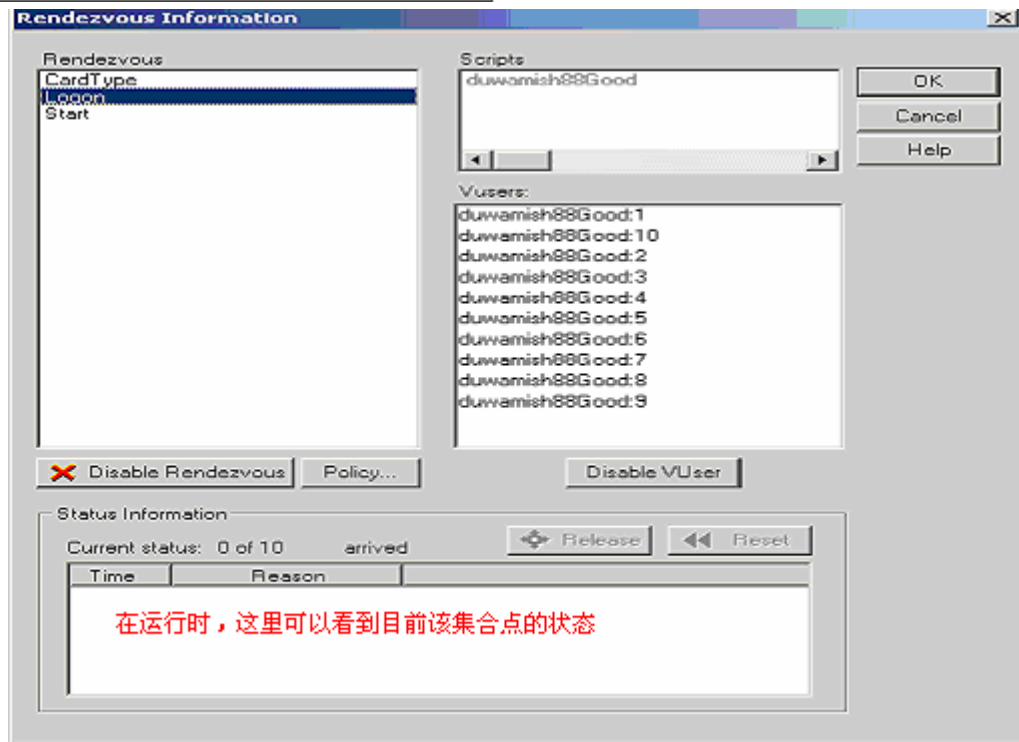 Rendezvous Information
Rendezvous
CardType
Logon
Start
Scripts
duwamish88Good
OK
Cancel
Help
Vusers:
duwamish88Good:1
duwamish88Good:10
duwamish88Good:2
duwamish88Good:3
duwamish88Good:4
duwamish88Good:5
duwamish88Good:6
duwamish88Good:7
duwamish88Good:8
duwamish88Good:9
Disable Rendezvous
Policy...
Disable VUser
Status Information
Current status: 0 of 10 arrived
Release
Reset
Time Reason
在运行时，这里可以看到目前该集合点的状态